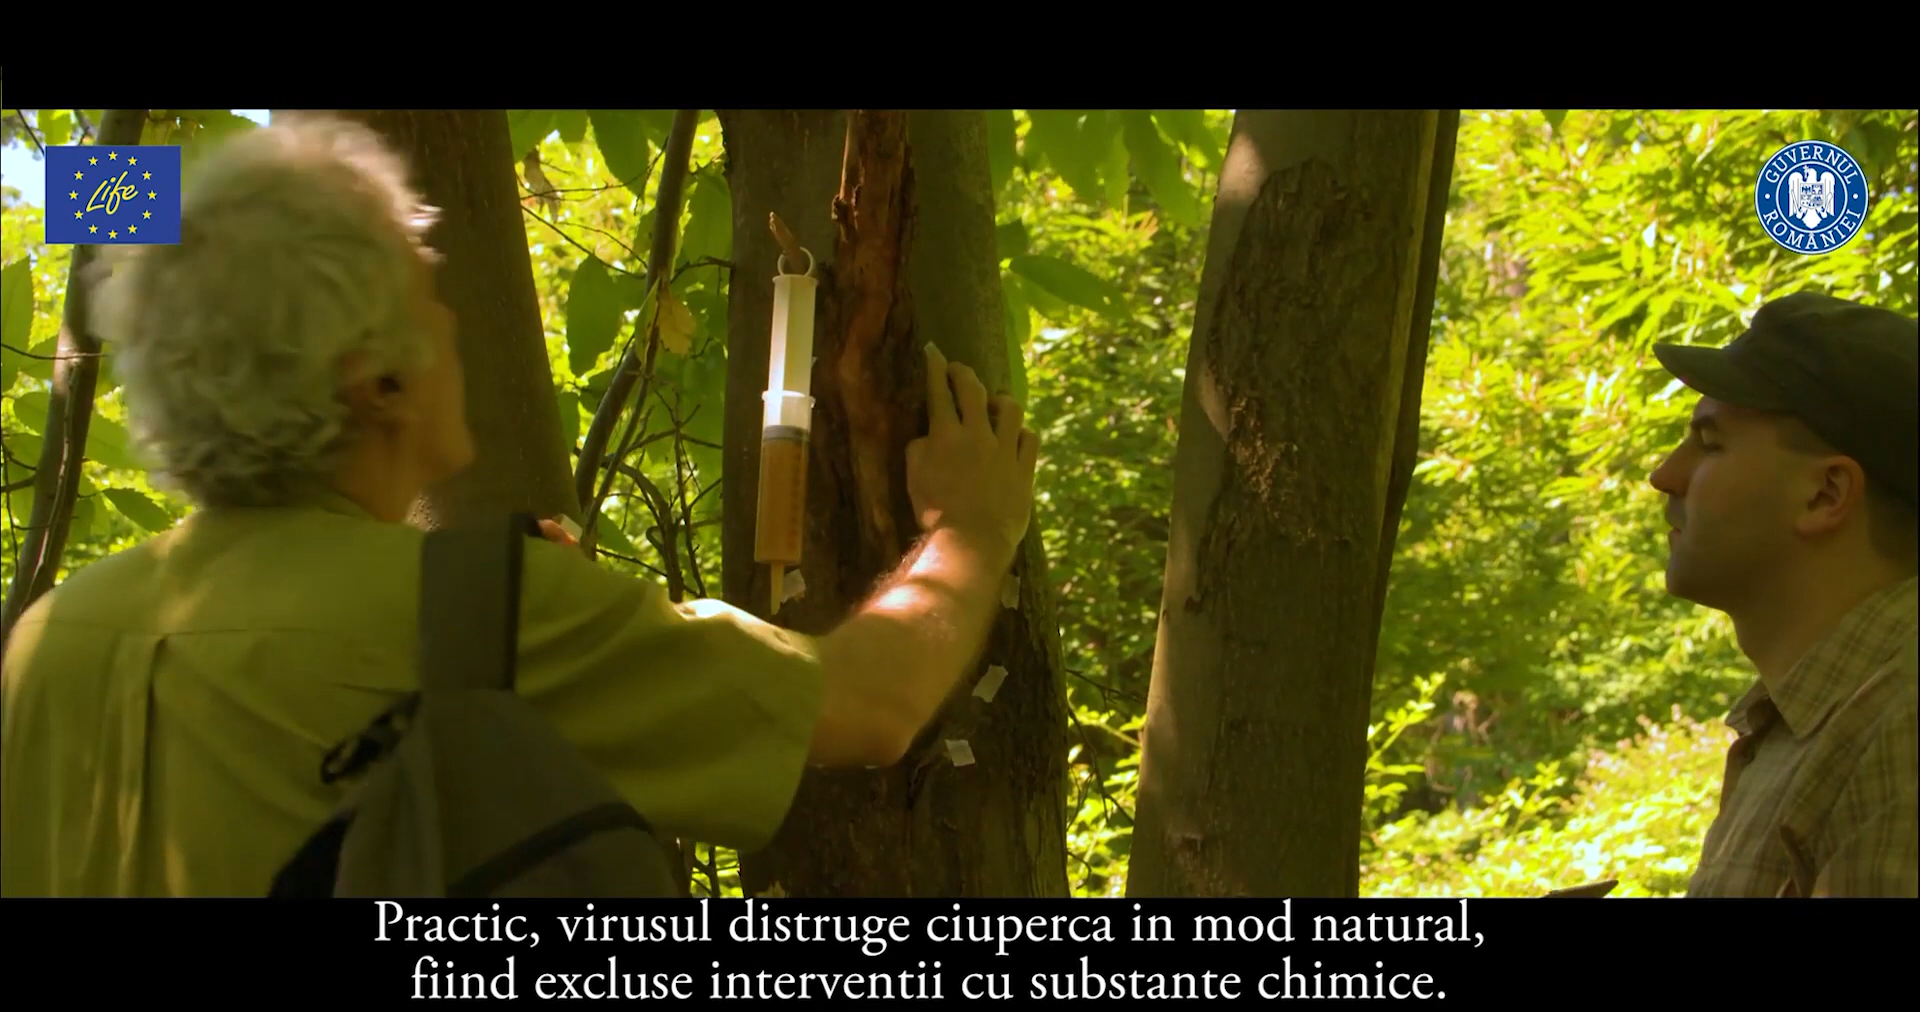 Life
GUVERNUL
ROMÂNIEI
Practic, virusul distruge ciuperca in mod natural,
fiind excluse interventii cu substante chimice.